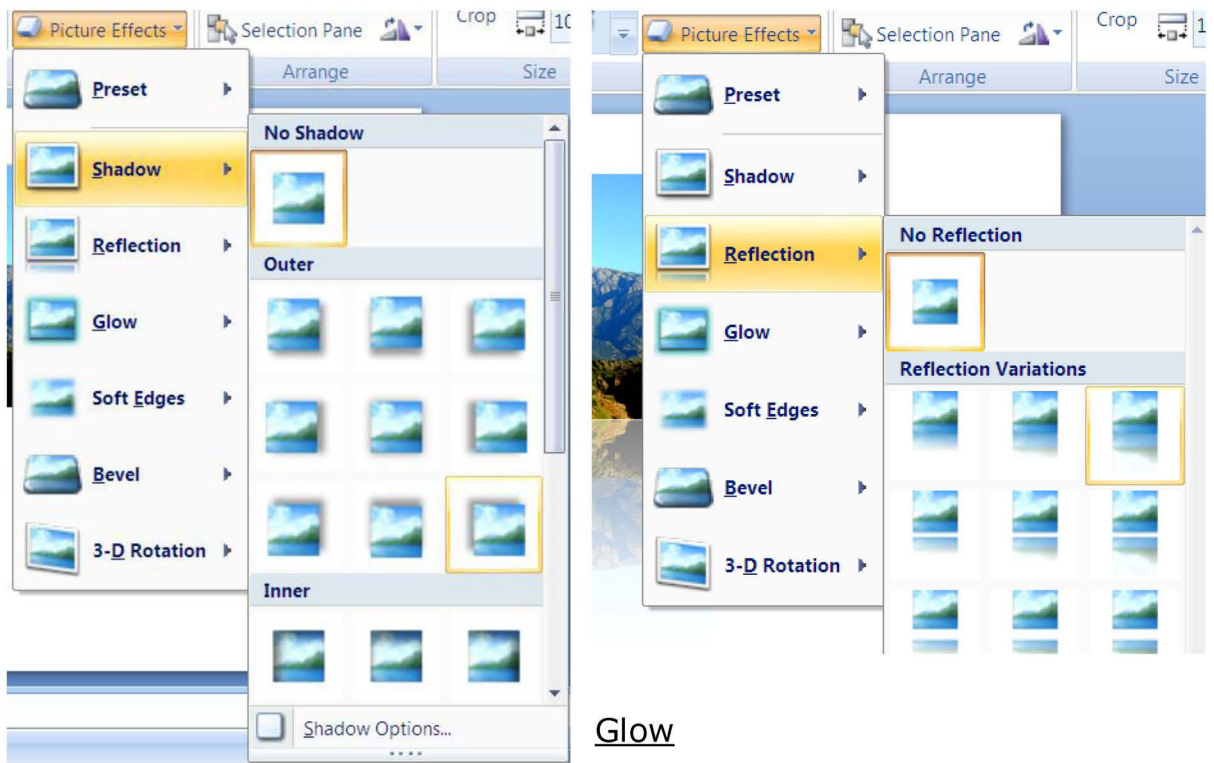 Picture Effects
Selection Pane
Crop
10
Arrange
Size
Preset
Shadow
Reflection
Glow
Soft Edges
Bevel
3-D Rotation
No Shadow
Outer
Inner
Shadow Options...
Picture Effects
Selection Pane
Crop
1
Arrange
Size
Preset
Shadow
Reflection
Glow
Soft Edges
Bevel
3-D Rotation
No Reflection
Reflection Variations
Glow